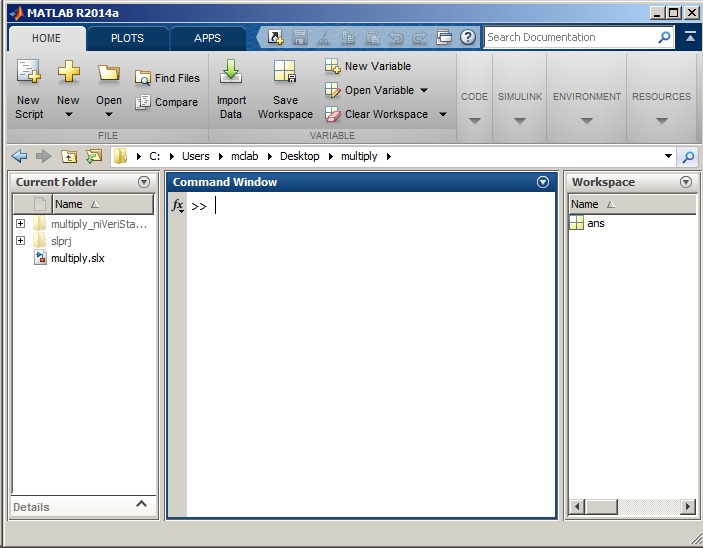 MATLAB R2014a
HOME PLOTS APPS Search Documentation
New Script
New
Open
Find Files
Compare
FILE
Import Data
Save Workspace
New Variable
Open Variable
Clear Workspace
VARIABLE
CODE
SIMULINK
ENVIRONMENT
RESOURCES
C: Users mclab Desktop multiply
Current Folder
Name
multiply_niVeriSta...
slprj
multiply.slx
Details
Command Window
fx >>
Workspace
Name
ans